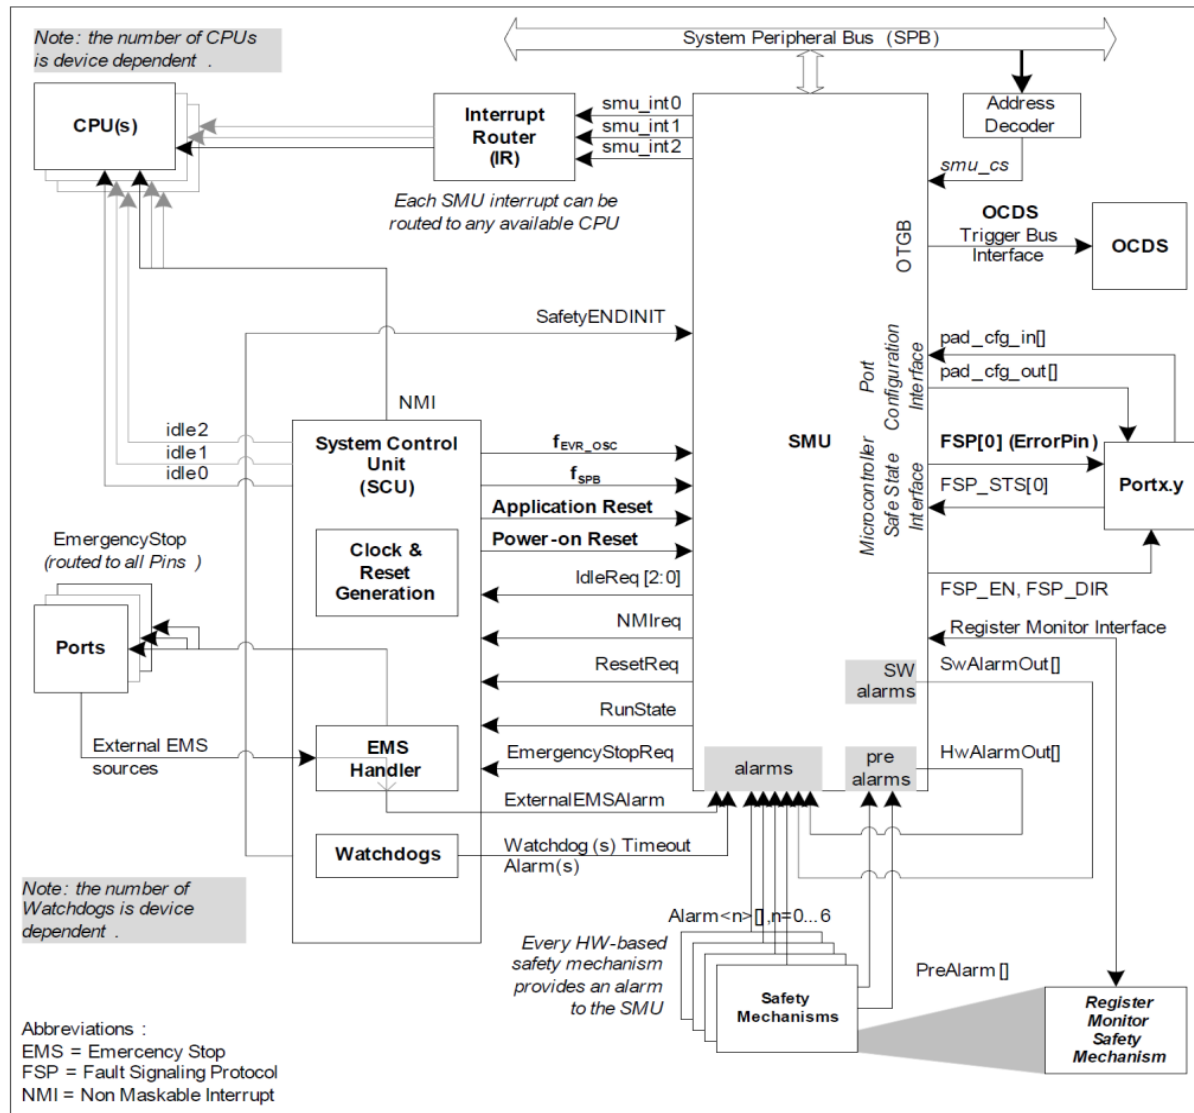 Note: the number of CPUs
is device dependent .
System Peripheral Bus (SPB)
CPU(s)
Interrupt
Router
(IR)
smu_int0
smu_int1
smu_int2
Address
Decoder
smu_cs
Each SMU interrupt can be
routed to any available CPU
OTGB
OCDS
Trigger Bus
Interface
OCDS
SafetyENDINIT
Port
Configuration
Interface
pad_cfg_in[]
pad_cfg_out[]
NMI
idle2
idle1
idle0
System Control
Unit
(SCU)
fEVR_OSC
fSPB
Application Reset
Power-on Reset
SMU
Microcontroller
Safe State
Interface
FSP[0] (ErrorPin)
FSP_STS[0]
Portx.y
EmergencyStop
(routed to all Pins )
Clock &
Reset
Generation
IdleReq [2:0]
FSP_EN, FSP_DIR
Ports
NMIreq
Register Monitor Interface
ResetReq
SW
alarms
SwAlarmOut[]
RunState
External EMS
sources
EMS
Handler
EmergencyStopReq
alarms
pre
alarms
HwAlarmOut[]
ExternalEMSAlarm
Watchdogs
Watchdog (s) Timeout
Alarm(s)
Note: the number of
Watchdogs is device
dependent .
Alarm<n>[],n=0...6
Every HW-based
safety mechanism
provides an alarm
to the SMU
PreAlarm[]
Safety
Mechanisms
Register
Monitor
Safety
Mechanism
Abbreviations :
EMS = Emercency Stop
FSP = Fault Signaling Protocol
NMI = Non Maskable Interrupt